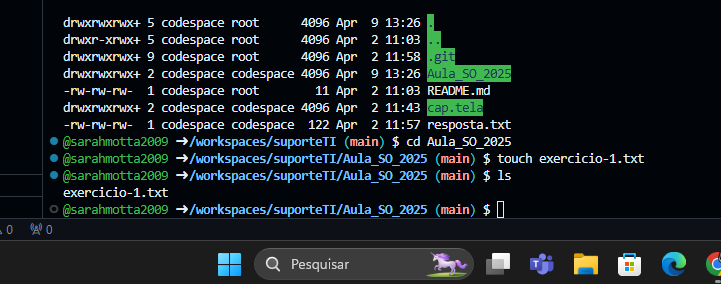 drwxrwxrwx+ 5 codespace root 4096 Apr 9 13:26 .
drwxr-xrwx+ 5 codespace root 4096 Apr 2 11:03 ..
drwxrwxrwx+ 9 codespace root 4096 Apr 2 11:58 .git
drwxrwxrwx+ 2 codespace codespace 4096 Apr 9 13:26 Aula_SO_2025
-rw-rw-rw- 1 codespace root 11 Apr 2 11:03 README.md
drwxrwxrwx+ 2 codespace codespace 4096 Apr 2 11:43 cap.tela
-rw-rw-rw- 1 codespace codespace 122 Apr 2 11:57 resposta.txt
@sarahmotta2009 ➜/workspaces/suporteTI (main) $ cd Aula_SO_2025
@sarahmotta2009 ➜/workspaces/suporteTI/Aula_SO_2025 (main) $ touch exercicio-1.txt
@sarahmotta2009 ➜/workspaces/suporteTI/Aula_SO_2025 (main) $ ls
exercicio-1.txt
@sarahmotta2009 ➜/workspaces/suporteTI/Aula_SO_2025 (main) $
0 0
Pesquisar